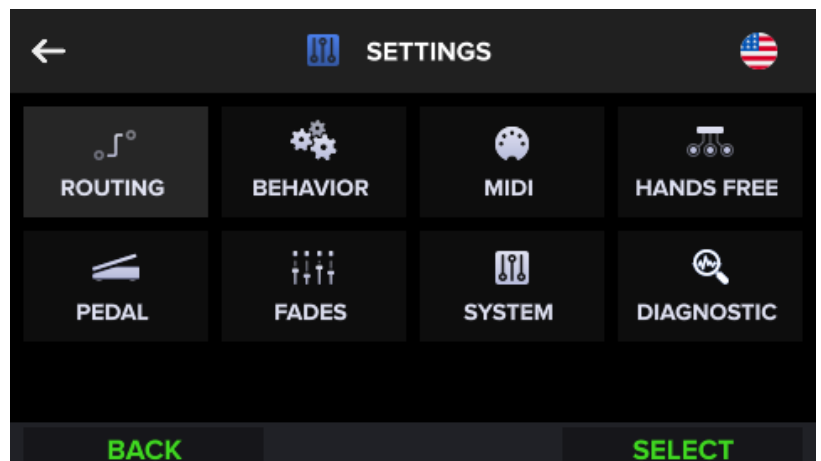 SETTINGS
ROUTING BEHAVIOR MIDI HANDS FREE
PEDAL FADES SYSTEM DIAGNOSTIC
BACK SELECT